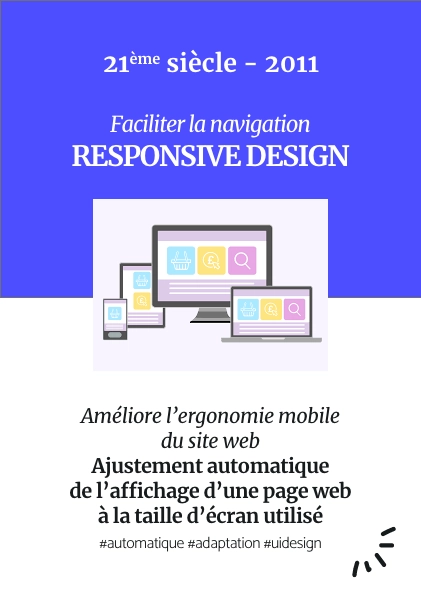 21ème siècle - 2011
Faciliter la navigation
RESPONSIVE DESIGN
Améliore l’ergonomie mobile
du site web
Ajustement automatique
de l’affichage d’une page web
à la taille d’écran utilisé
#automatique #adaptation #uidesign